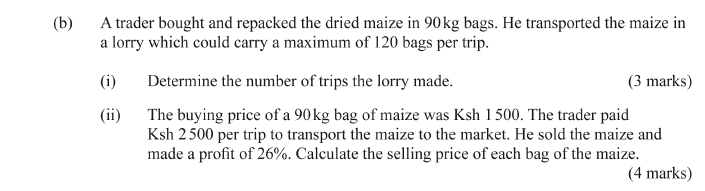 (b) A trader bought and repacked the dried maize in 90 kg bags. He transported the maize in
a lorry which could carry a maximum of 120 bags per trip.
(i) Determine the number of trips the lorry made. (3 marks)
(ii) The buying price of a 90 kg bag of maize was Ksh 1 500. The trader paid
Ksh 2 500 per trip to transport the maize to the market. He sold the maize and
made a profit of 26%. Calculate the selling price of each bag of the maize.
(4 marks)